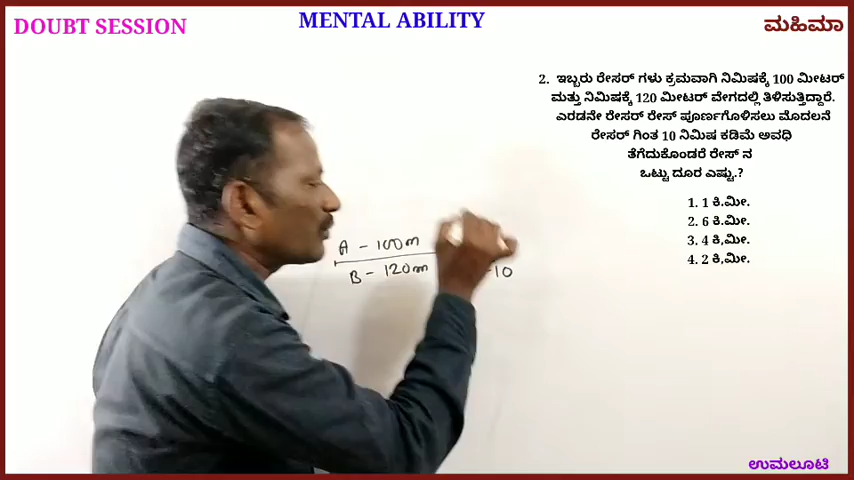 DOUBT SESSION
MENTAL ABILITY
ಮಹಿಮಾ
2. ಇಬ್ಬರು ರೇಸರ್ ಗಳು ಕ್ರಮವಾಗಿ ನಿಮಿಷಕ್ಕೆ 100 ಮೀಟರ್
ಮತ್ತು ನಿಮಿಷಕ್ಕೆ 120 ಮೀಟರ್ ವೇಗದಲ್ಲಿ ತಿಳಿಸುತ್ತಿದ್ದಾರೆ.
ಎರಡನೇ ರೇಸರ್ ರೇಸ್ ಪೂರ್ಣಗೊಳಿಸಲು ಮೊದಲನೆ
ರೇಸರ್ ಗಿಂತ 10 ನಿಮಿಷ ಕಡಿಮೆ ಅವಧಿ
ತೆಗೆದುಕೊಂಡರೆ ರೇಸ್ ನ
ಒಟ್ಟು ದೂರ ಎಷ್ಟು.?
1. 1 ಕಿ.ಮೀ.
2. 6 ಕಿ.ಮೀ.
3. 4 ಕಿ,ಮೀ.
4. 2 ಕಿ,ಮೀ.
A - 100m
B - 120m
-10
ಉಮಲೂಟಿ